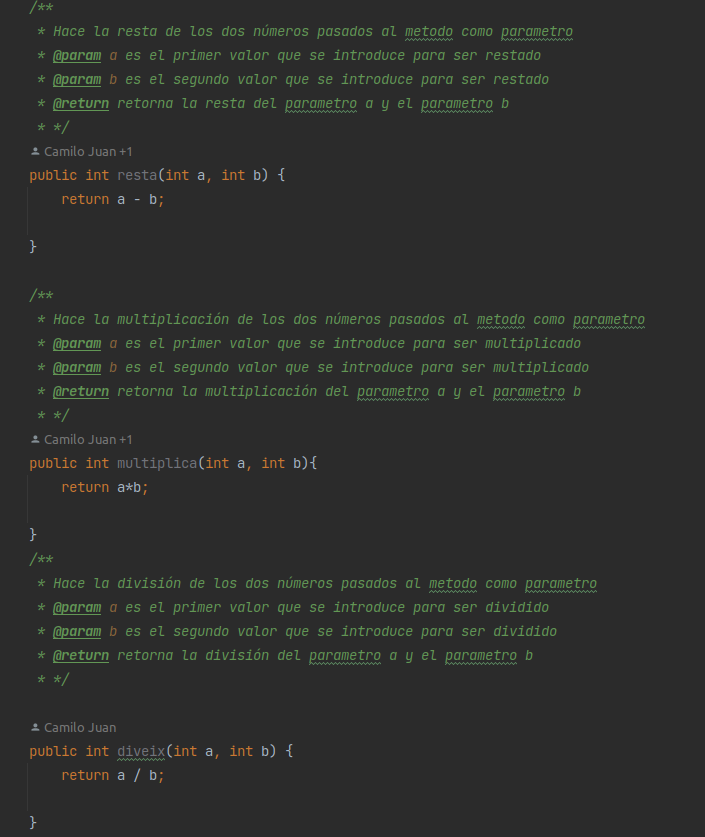 /**
 * Hace la resta de los dos números pasados al metodo como parametro
 * @param a es el primer valor que se introduce para ser restado
 * @param b es el segundo valor que se introduce para ser restado
 * @return retorna la resta del parametro a y el parametro b
 * */
Camilo Juan +1
public int resta(int a, int b) {
    return a - b;
}
/**
 * Hace la multiplicación de los dos números pasados al metodo como parametro
 * @param a es el primer valor que se introduce para ser multiplicado
 * @param b es el segundo valor que se introduce para ser multiplicado
 * @return retorna la multiplicación del parametro a y el parametro b
 * */
Camilo Juan +1
public int multiplica(int a, int b){
    return a*b;
}
/**
 * Hace la división de los dos números pasados al metodo como parametro
 * @param a es el primer valor que se introduce para ser dividido
 * @param b es el segundo valor que se introduce para ser dividido
 * @return retorna la división del parametro a y el parametro b
 * */
Camilo Juan
public int diveix(int a, int b) {
    return a / b;
}